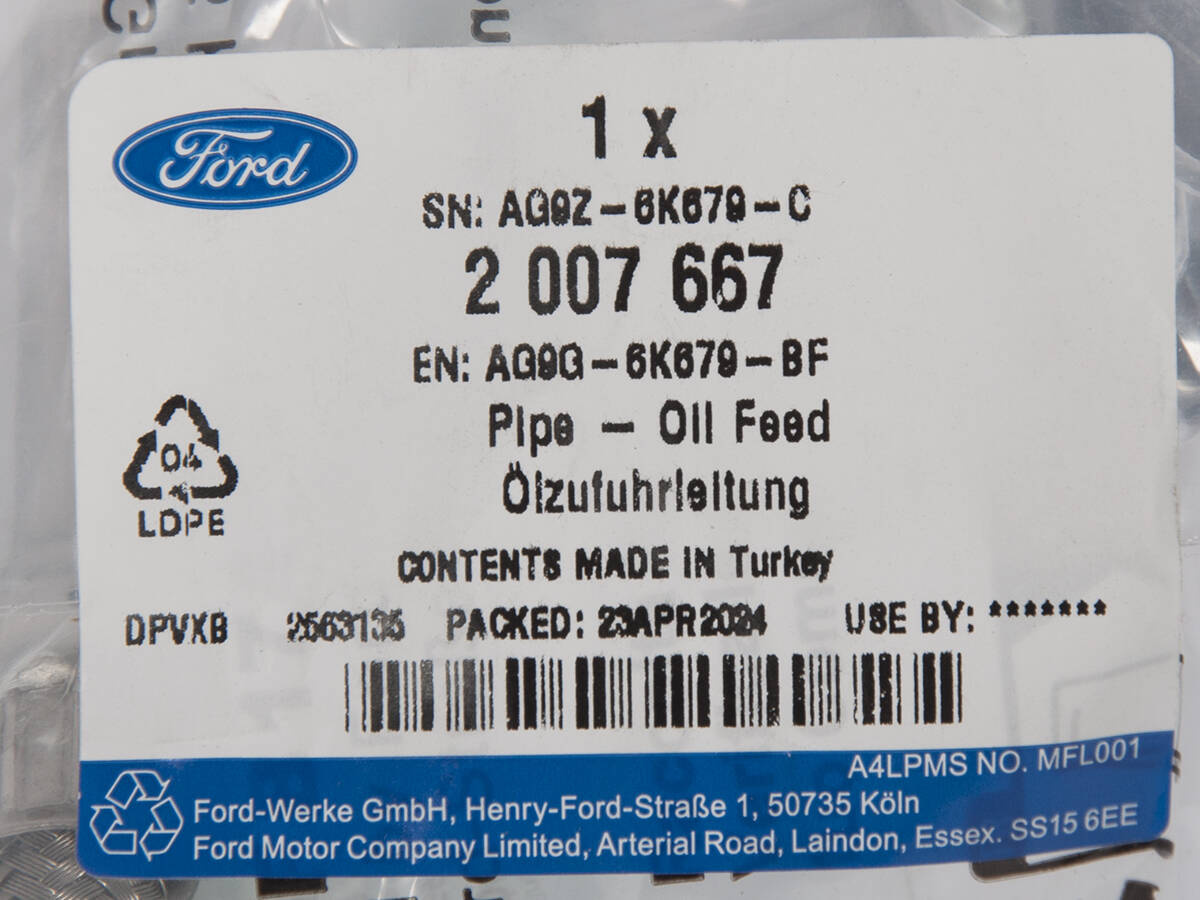 Ford
1 x
SN: AG9Z-6K679-C
2 007 667
EN: AG9G-6K679-BF
Pipe - Oil Feed
Ölzufuhrleitung
04
LDPE
CONTENTS MADE IN Turkey
DPVXB 2563135 PACKED: 23APR2024 USE BY: *******
A4LPMS NO. MFL001
Ford-Werke GmbH, Henry-Ford-Straße 1, 50735 Köln
Ford Motor Company Limited, Arterial Road, Laindon, Essex. SS15 6EE